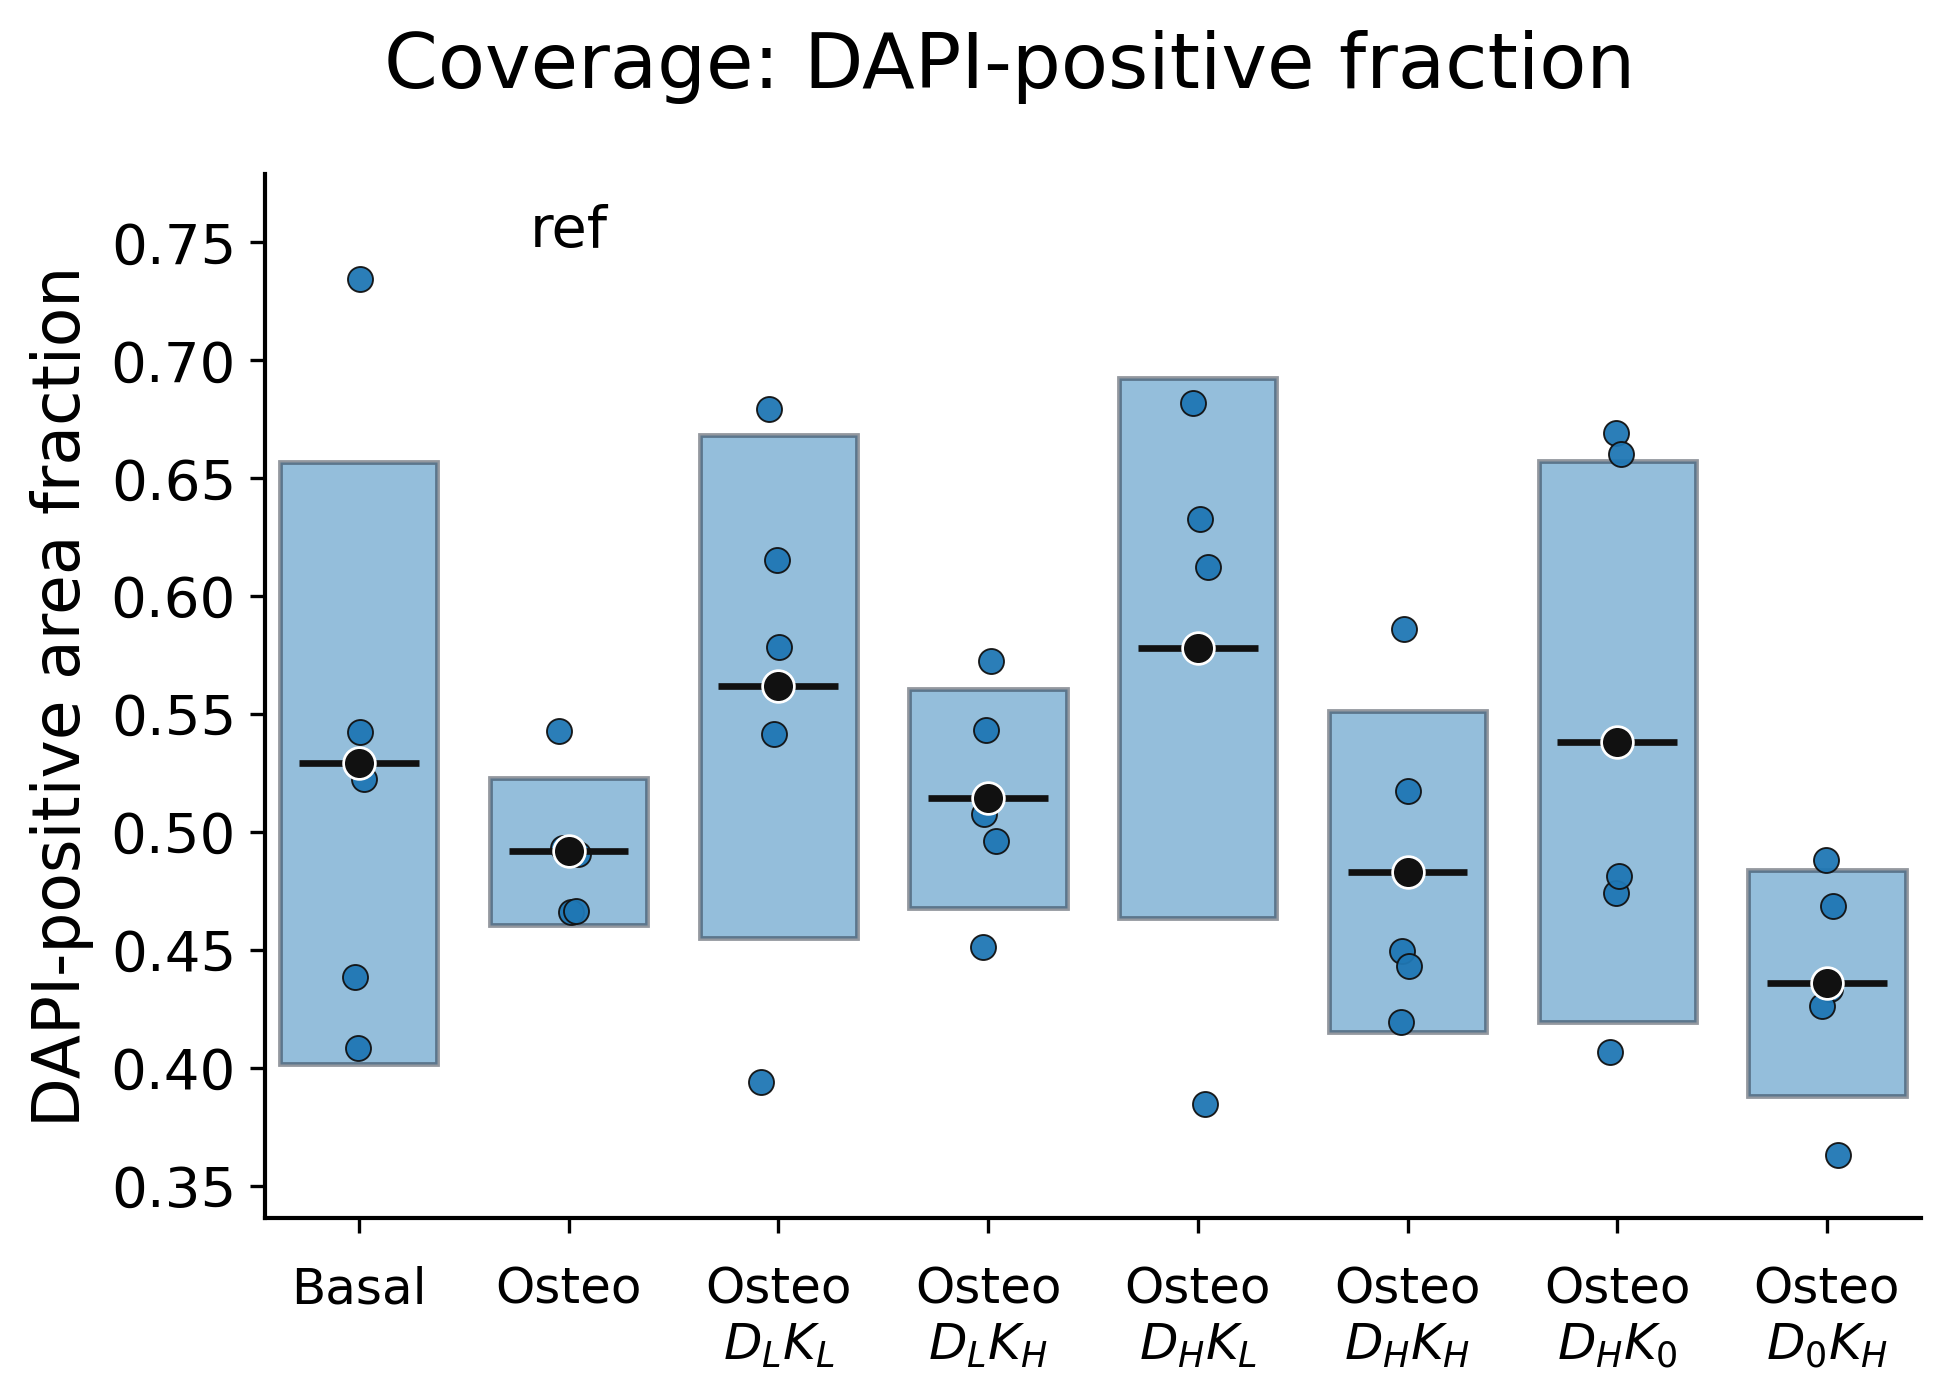 Coverage: DAPI-positive fraction
ref
DAPI-positive area fraction
0.75
0.70
0.65
0.60
0.55
0.50
0.45
0.40
0.35
Basal
Osteo
Osteo
D_L K_L
Osteo
D_L K_H
Osteo
D_H K_L
Osteo
D_H K_H
Osteo
D_H K_0
Osteo
D_0 K_H